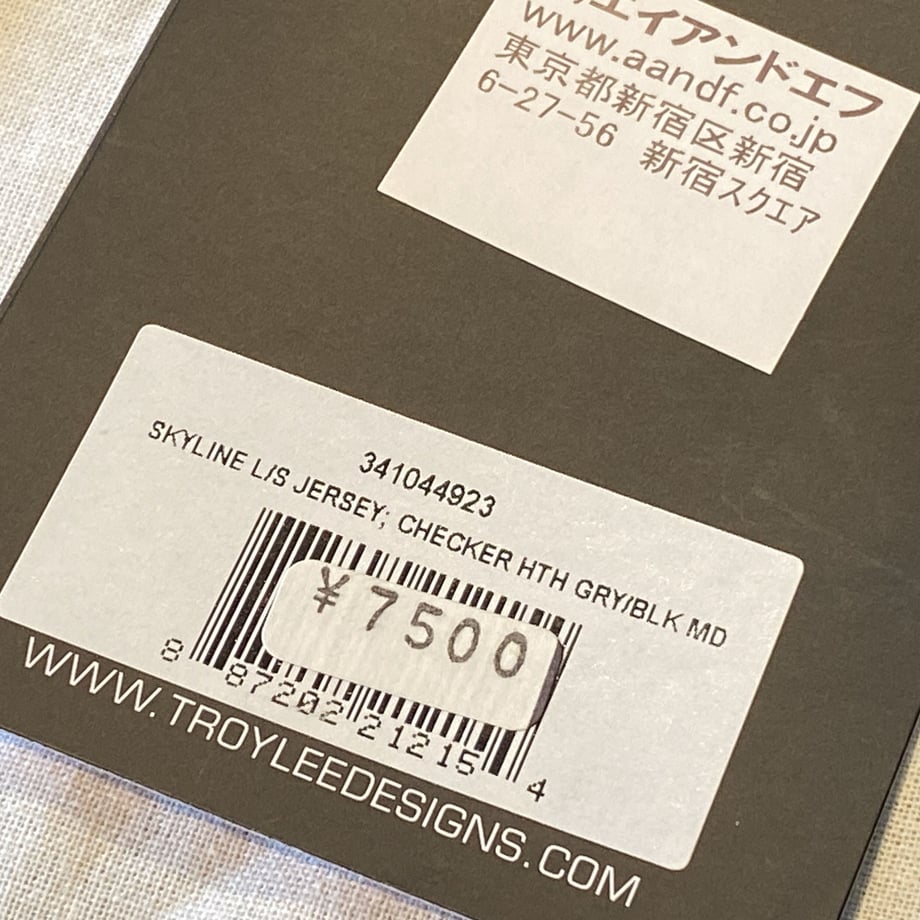 エイアンドエフ
www.aandf.co.jp
東京都新宿区新宿
6−27−56 新宿スクエア
341044923
SKYLINE L/S JERSEY; CHECKER HTH GRY/BLK MD
¥7500
8 87202 21215 4
WWW.TROYLEEDESIGNS.COM